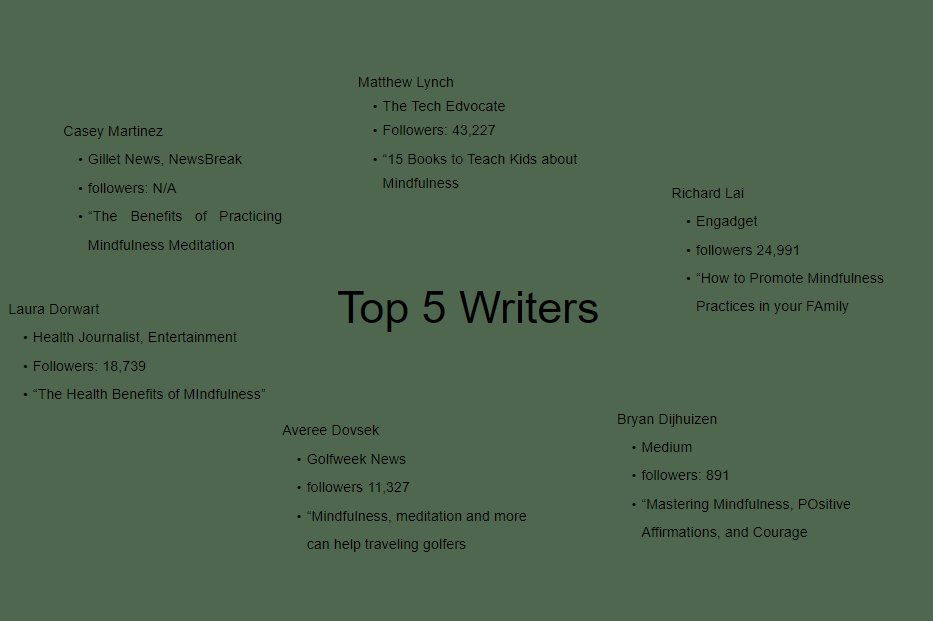 Matthew Lynch
• The Tech Edvocate
• Followers: 43,227
• “15 Books to Teach Kids about
Mindfulness
Casey Martinez
• Gillet News, NewsBreak
• followers: N/A
• “The Benefits of Practicing
Mindfulness Meditation
Richard Lai
• Engadget
• followers 24,991
• “How to Promote Mindfulness
Practices in your FAmily
Top 5 Writers
Laura Dorwart
• Health Journalist, Entertainment
• Followers: 18,739
• “The Health Benefits of MIndfulness”
Averee Dovsek
• Golfweek News
• followers 11,327
• “Mindfulness, meditation and more
can help traveling golfers
Bryan Dijhuizen
• Medium
• followers: 891
• “Mastering Mindfulness, POsitive
Affirmations, and Courage